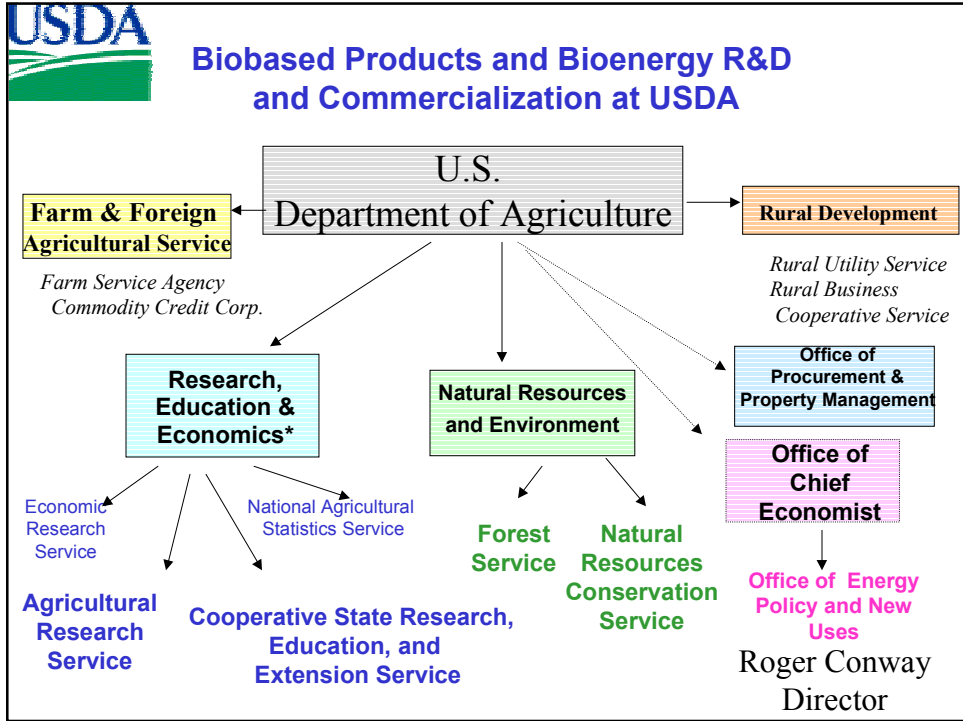 USDA
Biobased Products and Bioenergy R&D
and Commercialization at USDA
U.S.
Department of Agriculture
Farm & Foreign
Agricultural Service
Farm Service Agency
Commodity Credit Corp.
Rural Development
Rural Utility Service
Rural Business
Cooperative Service
Research,
Education &
Economics*
Natural Resources
and Environment
Office of
Procurement &
Property Management
Office of
Chief
Economist
Economic
Research
Service
National Agricultural
Statistics Service
Agricultural
Research
Service
Cooperative State Research,
Education, and
Extension Service
Forest
Service
Natural
Resources
Conservation
Service
Office of Energy
Policy and New
Uses
Roger Conway
Director